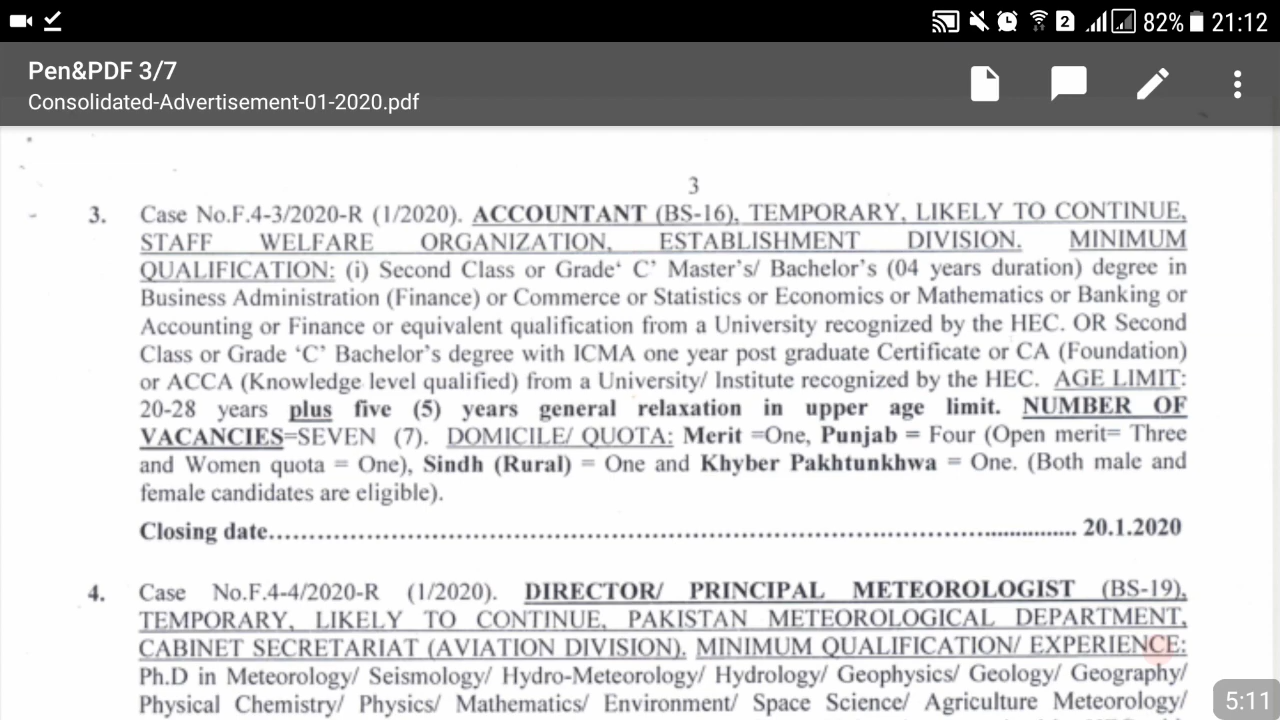 2 82% 21:12
Pen&PDF 3/7
Consolidated-Advertisement-01-2020.pdf
3
3. Case No.F.4-3/2020-R (1/2020). ACCOUNTANT (BS-16), TEMPORARY, LIKELY TO CONTINUE,
STAFF WELFARE ORGANIZATION, ESTABLISHMENT DIVISION. MINIMUM
QUALIFICATION: (i) Second Class or Grade‘ C’ Master’s/ Bachelor’s (04 years duration) degree in
Business Administration (Finance) or Commerce or Statistics or Economics or Mathematics or Banking or
Accounting or Finance or equivalent qualification from a University recognized by the HEC. OR Second
Class or Grade ‘C’ Bachelor’s degree with ICMA one year post graduate Certificate or CA (Foundation)
or ACCA (Knowledge level qualified) from a University/ Institute recognized by the HEC. AGE LIMIT:
20-28 years plus five (5) years general relaxation in upper age limit. NUMBER OF
VACANCIES=SEVEN (7). DOMICILE/ QUOTA: Merit =One, Punjab = Four (Open merit= Three
and Women quota = One), Sindh (Rural) = One and Khyber Pakhtunkhwa = One. (Both male and
female candidates are eligible).
Closing date................................................................................................ 20.1.2020
4. Case No.F.4-4/2020-R (1/2020). DIRECTOR/ PRINCIPAL METEOROLOGIST (BS-19),
TEMPORARY, LIKELY TO CONTINUE, PAKISTAN METEOROLOGICAL DEPARTMENT,
CABINET SECRETARIAT (AVIATION DIVISION). MINIMUM QUALIFICATION/ EXPERIENCE:
Ph.D in Meteorology/ Seismology/ Hydro-Meteorology/ Hydrology/ Geophysics/ Geology/ Geography/
Physical Chemistry/ Physics/ Mathematics/ Environment/ Space Science/ Agriculture Meteorology/
5:11